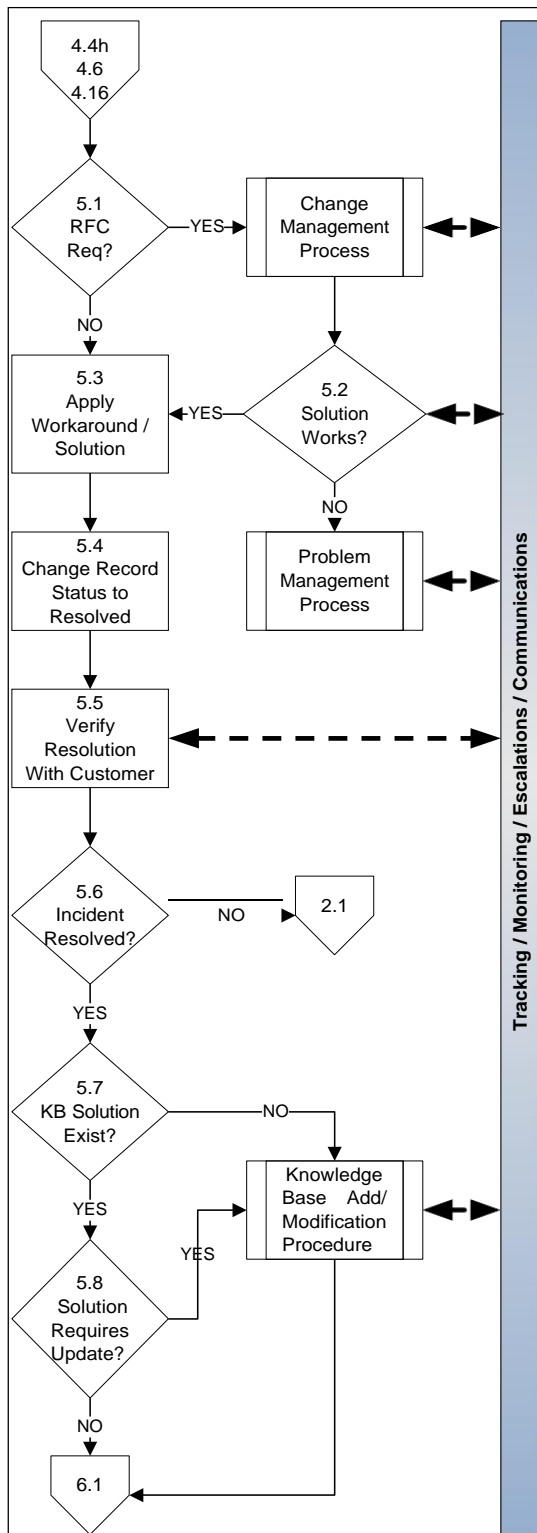 4.4h
4.6
4.16
5.1
RFC
Req?
YES
Change
Management
Process
NO
5.3
Apply
Workaround /
Solution
YES
5.2
Solution
Works?
NO
5.4
Change Record
Status to
Resolved
Problem
Management
Process
5.5
Verify
Resolution
With Customer
5.6
Incident
Resolved?
NO
2.1
YES
5.7
KB Solution
Exist?
NO
YES
Knowledge
Base Add/
Modification
Procedure
YES
5.8
Solution
Requires
Update?
NO
6.1
Tracking / Monitoring / Escalations / Communications